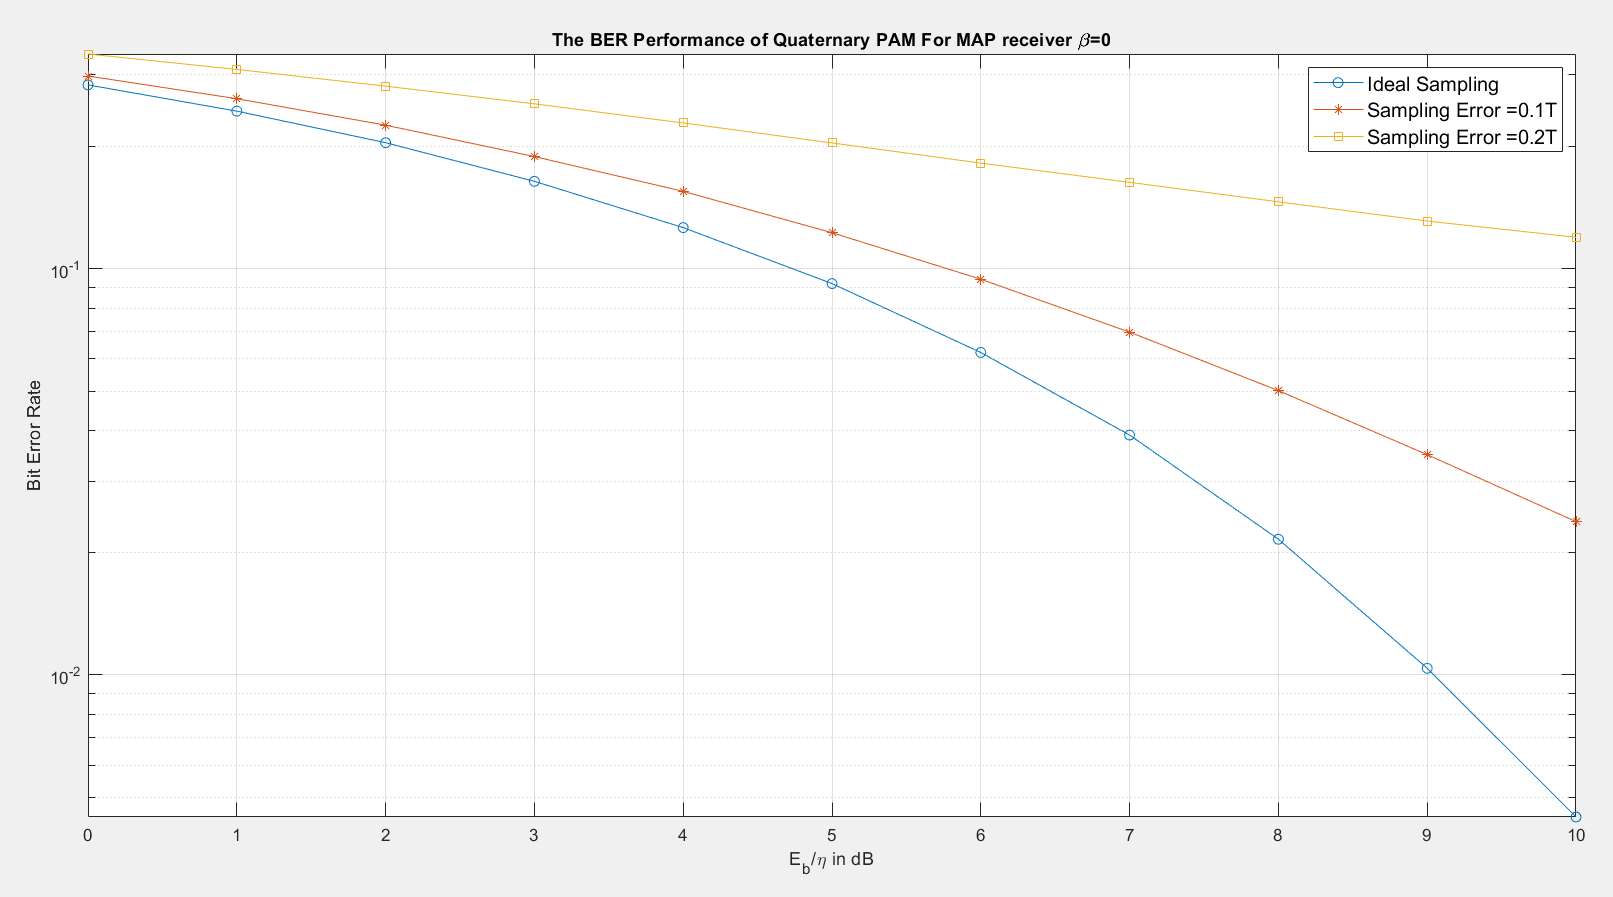 The BER Performance of Quaternary PAM For MAP receiver β=0
Ideal Sampling
Sampling Error =0.1T
Sampling Error =0.2T
10^-1
10^-2
Bit Error Rate
0 1 2 3 4 5 6 7 8 9 10
E_b/η in dB